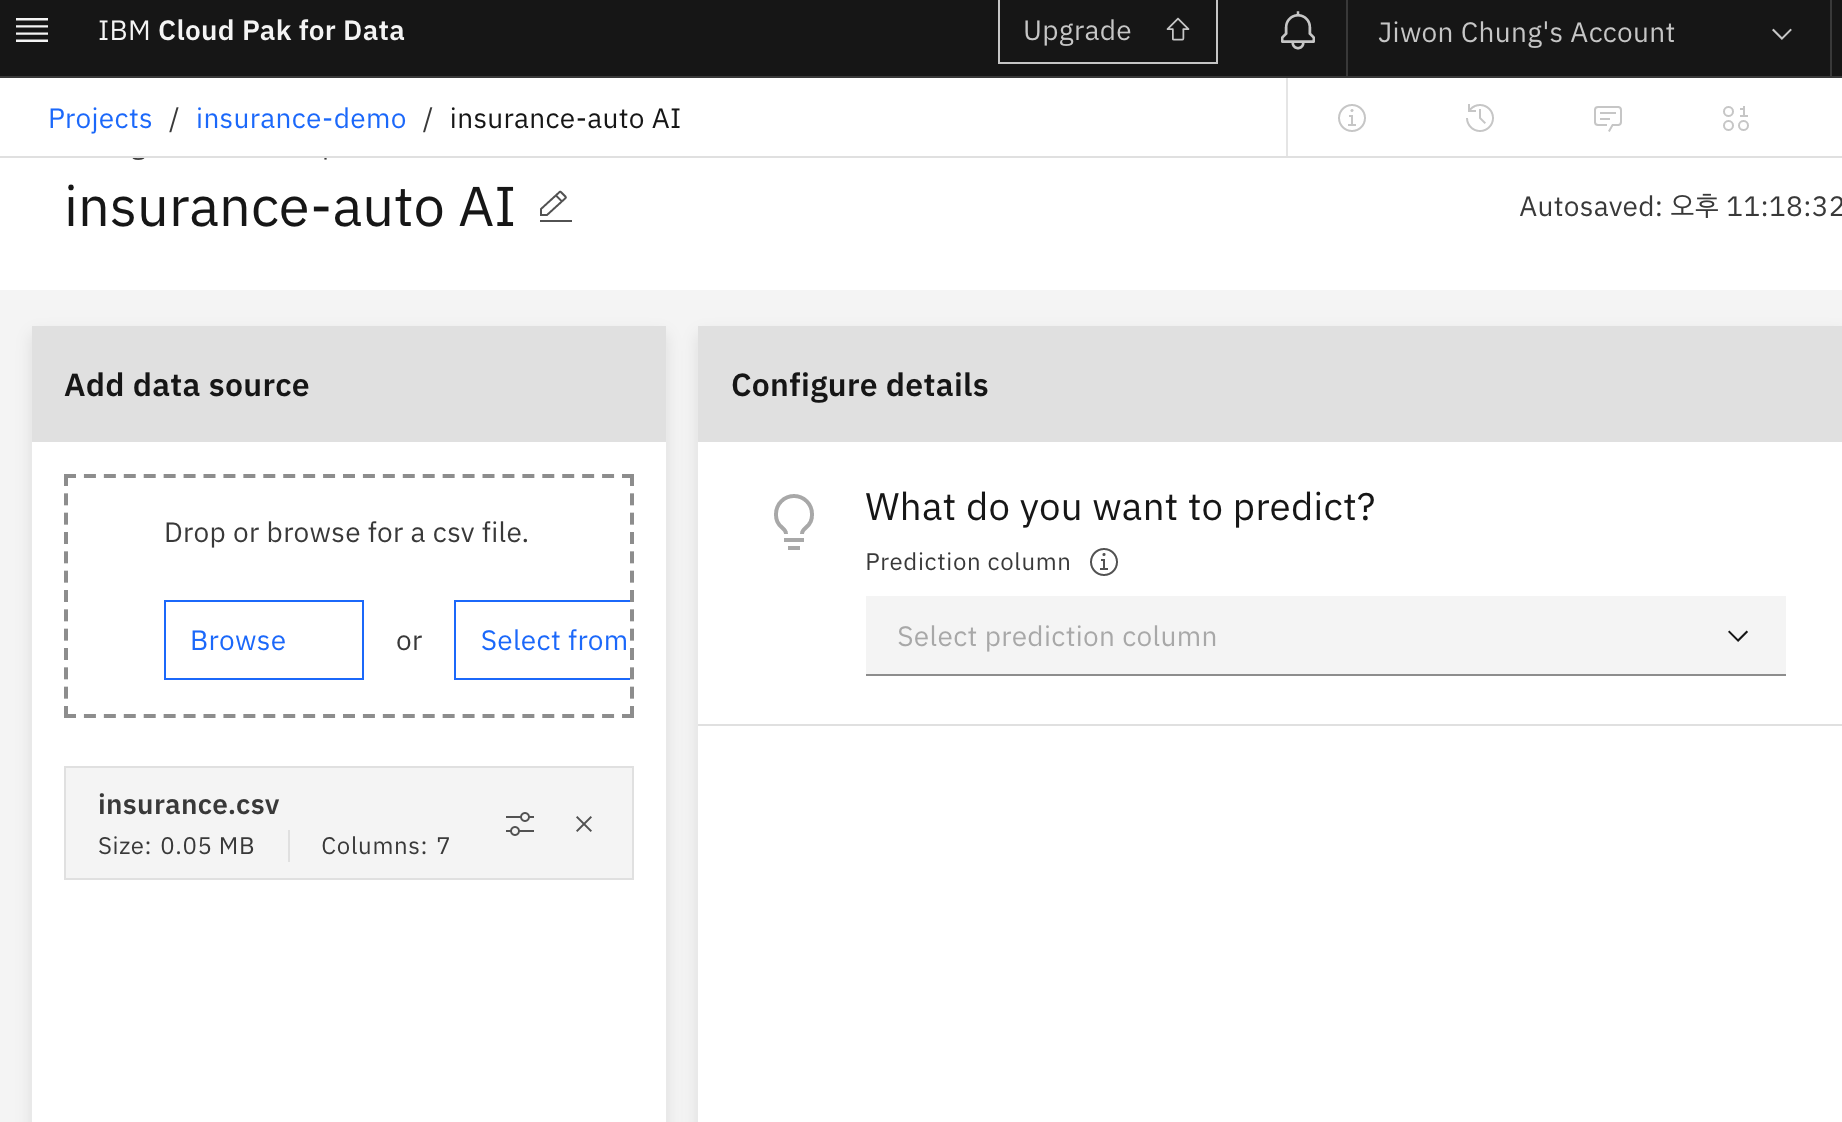 IBM Cloud Pak for Data
Upgrade
Jiwon Chung's Account
Projects / insurance-demo / insurance-auto AI
insurance-auto AI
Autosaved: 오후 11:18:32
Add data source
Configure details
Drop or browse for a csv file.
Browse or Select from
What do you want to predict?
Prediction column
Select prediction column
insurance.csv
Size: 0.05 MB
Columns: 7